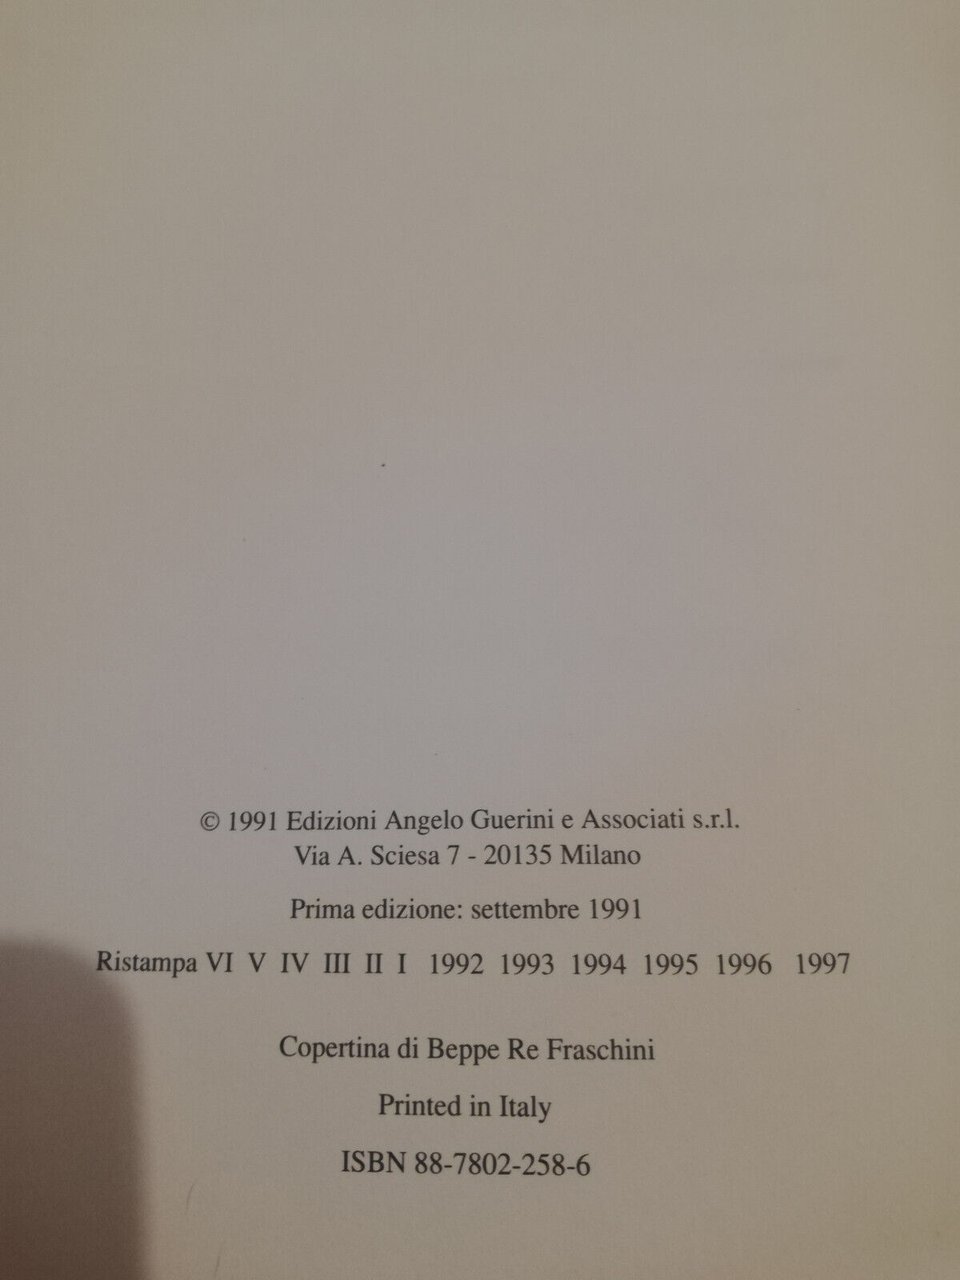 © 1991 Edizioni Angelo Guerini e Associati s.r.l.
Via A. Sciesa 7 - 20135 Milano
Prima edizione: settembre 1991
Ristampa VI V IV III II I 1992 1993 1994 1995 1996 1997
Copertina di Beppe Re Fraschini
Printed in Italy
ISBN 88-7802-258-6